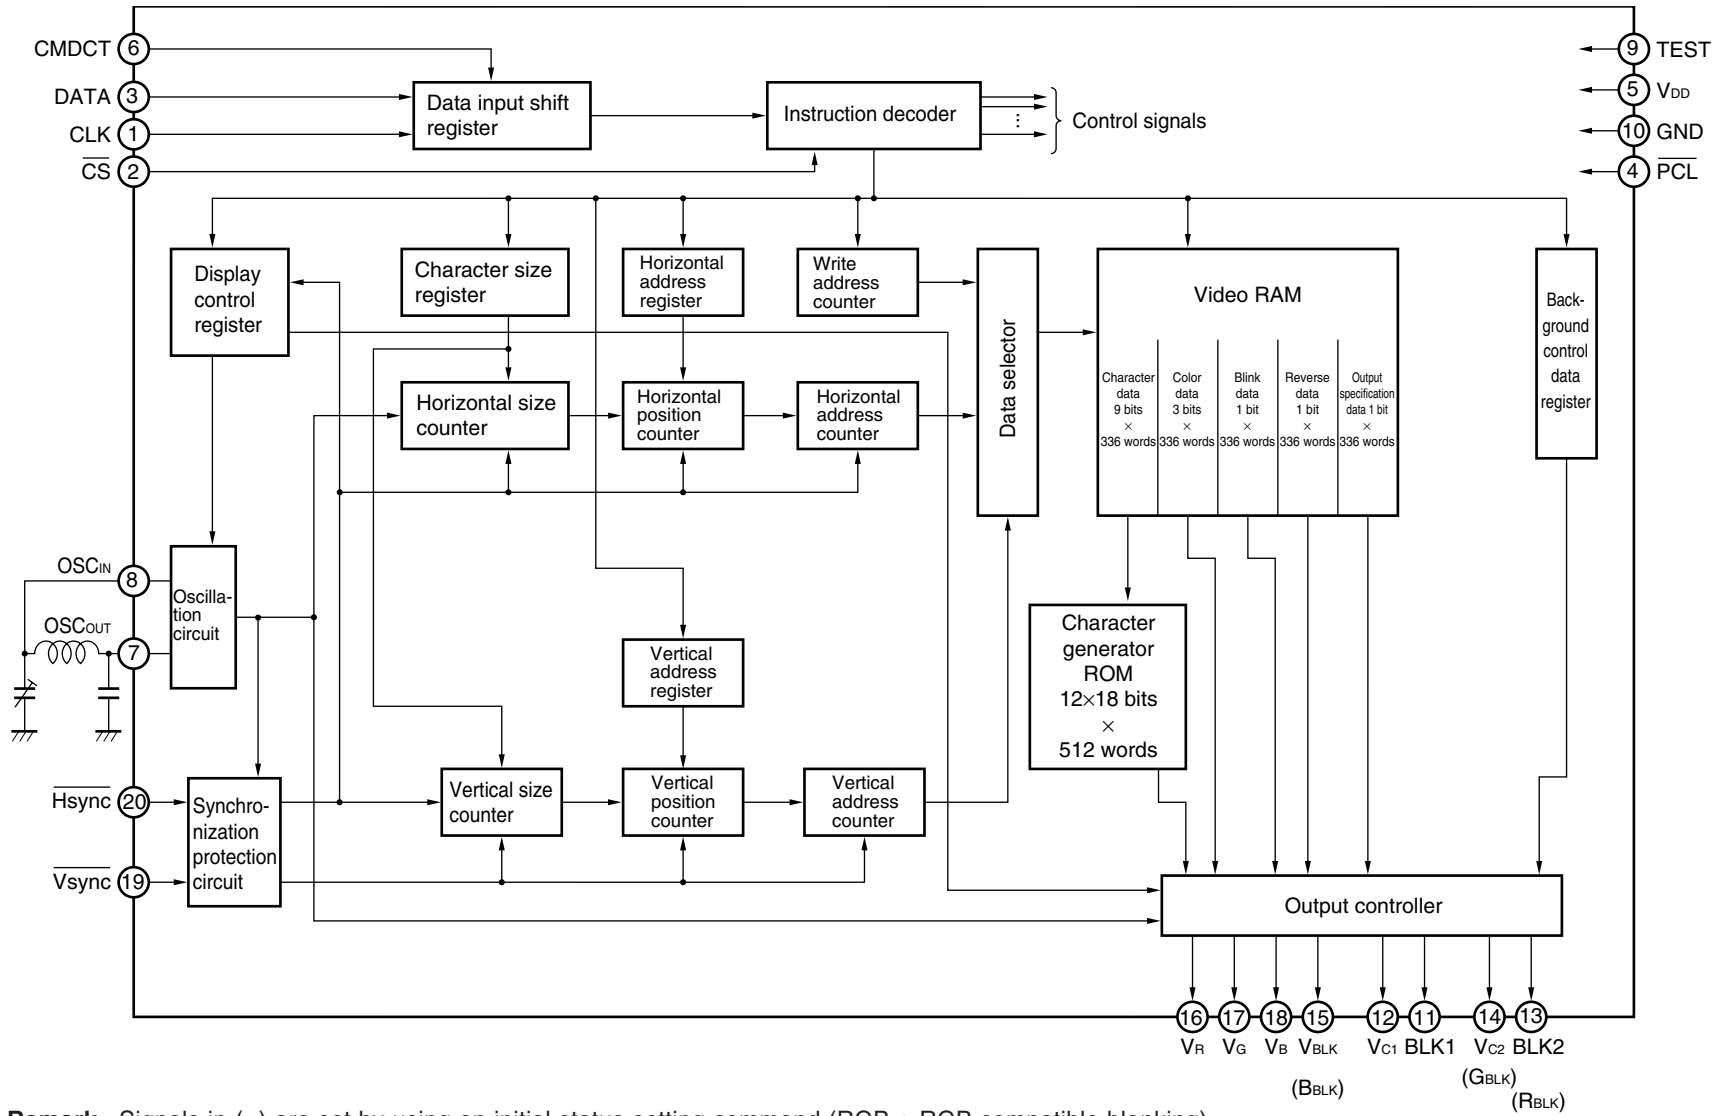 CMDCT 6
DATA 3
CLK 1
CS 2
9 TEST
5 VDD
10 GND
4 PCL
Data input shift
register
Instruction decoder
⋮
Control signals
Display
control
register
Character size
register
Horizontal
address
register
Write
address
counter
Data selector
Video RAM
Character
data
9 bits
×
336 words
Color
data
3 bits
×
336 words
Blink
data
1 bit
×
336 words
Reverse
data
1 bit
×
336 words
Output
specification
data 1 bit
×
336 words
Back-
ground
control
data
register
Horizontal size
counter
Horizontal
position
counter
Horizontal
address
counter
OSCIN 8
OSCOUT 7
Oscilla-
tion
circuit
Vertical
address
register
Character
generator
ROM
12×18 bits
×
512 words
Hsync 20
Vsync 19
Synchro-
nization
protection
circuit
Vertical size
counter
Vertical
position
counter
Vertical
address
counter
Output controller
16 17 18 15 12 11 14 13
VR VG VB VBLK VC1 BLK1 VC2 BLK2
(BBLK) (GBLK)
(RBLK)
Remark Signals in ( ) are set by using an initial status setting command (RGB + RGB compatible blanking)